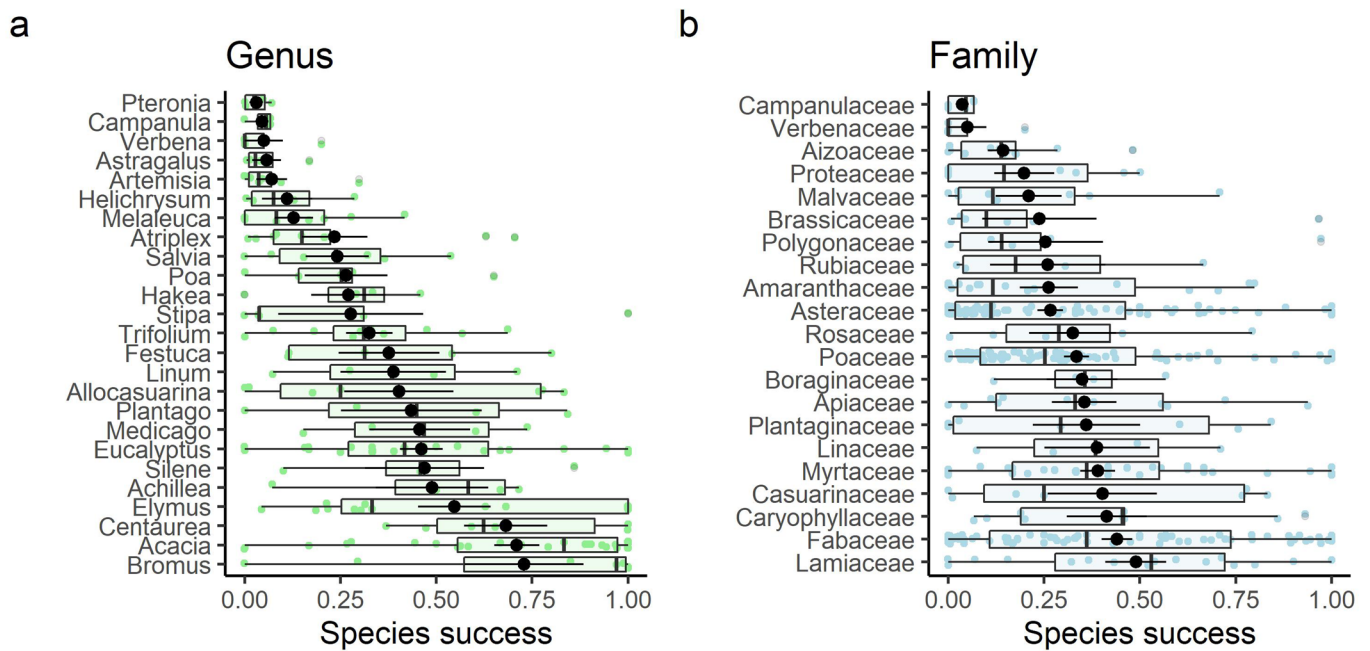 a
Genus
Pteronia
Campanula
Verbena
Astragalus
Artemisia
Helichrysum
Melaleuca
Atriplex
Salvia
Poa
Hakea
Stipa
Trifolium
Festuca
Linum
Allocasuarina
Plantago
Medicago
Eucalyptus
Silene
Achillea
Elymus
Centaurea
Acacia
Bromus
0.00 0.25 0.50 0.75 1.00
Species success
b
Family
Campanulaceae
Verbenaceae
Aizoaceae
Proteaceae
Malvaceae
Brassicaceae
Polygonaceae
Rubiaceae
Amaranthaceae
Asteraceae
Rosaceae
Poaceae
Boraginaceae
Apiaceae
Plantaginaceae
Linaceae
Myrtaceae
Casuarinaceae
Caryophyllaceae
Fabaceae
Lamiaceae
0.00 0.25 0.50 0.75 1.00
Species success